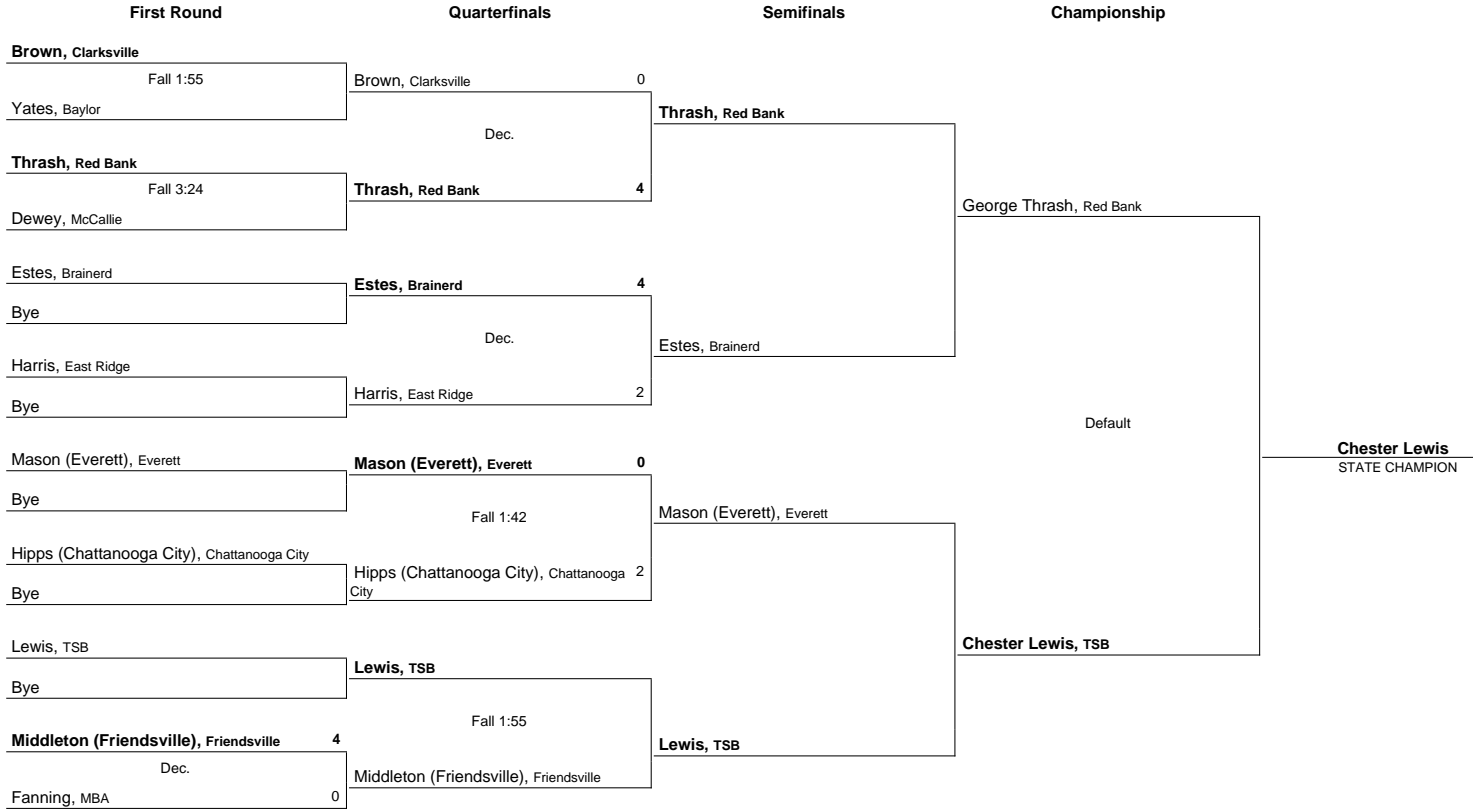 First Round
Quarterfinals
Semifinals
Championship
Brown, Clarksville
Fall 1:55
Yates, Baylor
Thrash, Red Bank
Fall 3:24
Dewey, McCallie
Estes, Brainerd
Bye
Harris, East Ridge
Bye
Mason (Everett), Everett
Bye
Hipps (Chattanooga City), Chattanooga City
Bye
Lewis, TSB
Bye
Middleton (Friendsville), Friendsville 4
Dec.
Fanning, MBA 0
Brown, Clarksville 0
Dec.
Thrash, Red Bank 4
Estes, Brainerd 4
Dec.
Harris, East Ridge 2
Mason (Everett), Everett 0
Fall 1:42
Hipps (Chattanooga City), Chattanooga 2
City
Lewis, TSB
Fall 1:55
Middleton (Friendsville), Friendsville
Thrash, Red Bank
Estes, Brainerd
Mason (Everett), Everett
Lewis, TSB
George Thrash, Red Bank
Default
Chester Lewis, TSB
Chester Lewis
STATE CHAMPION